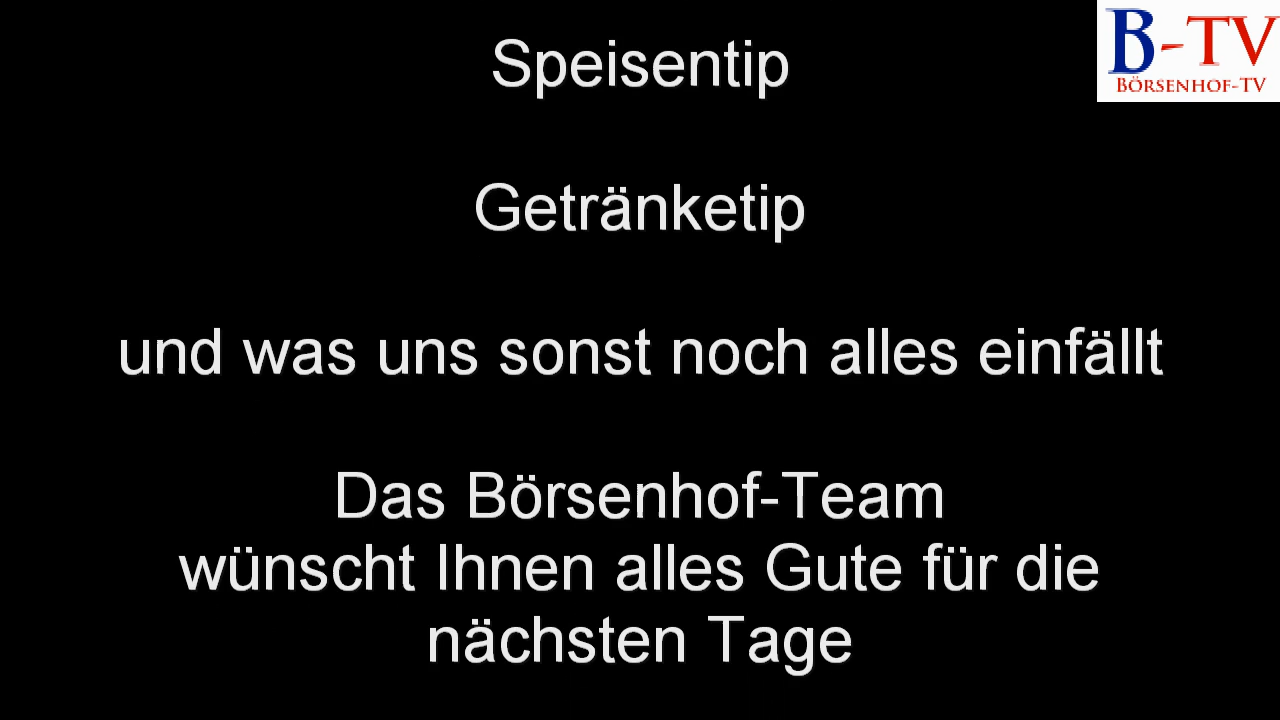 B-TV
BÖRSENHOF-TV
Speisentip
Getränketip
und was uns sonst noch alles einfällt
Das Börsenhof-Team
wünscht Ihnen alles Gute für die
nächsten Tage